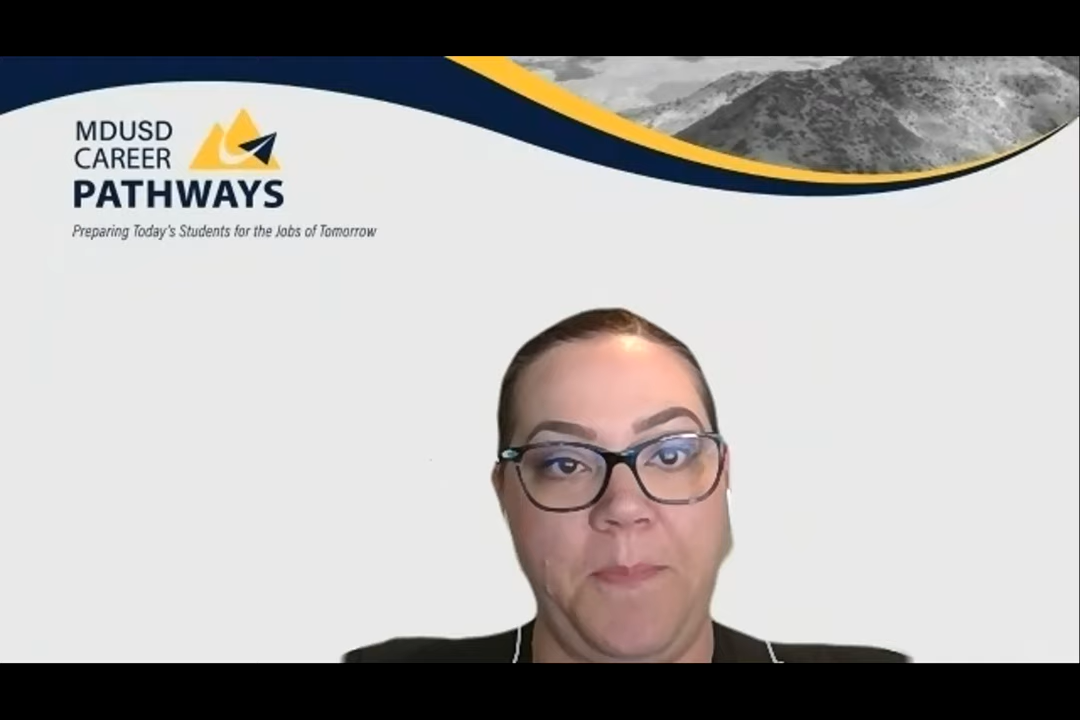 MDUSD
CAREER
PATHWAYS
Preparing Today's Students for the Jobs of Tomorrow